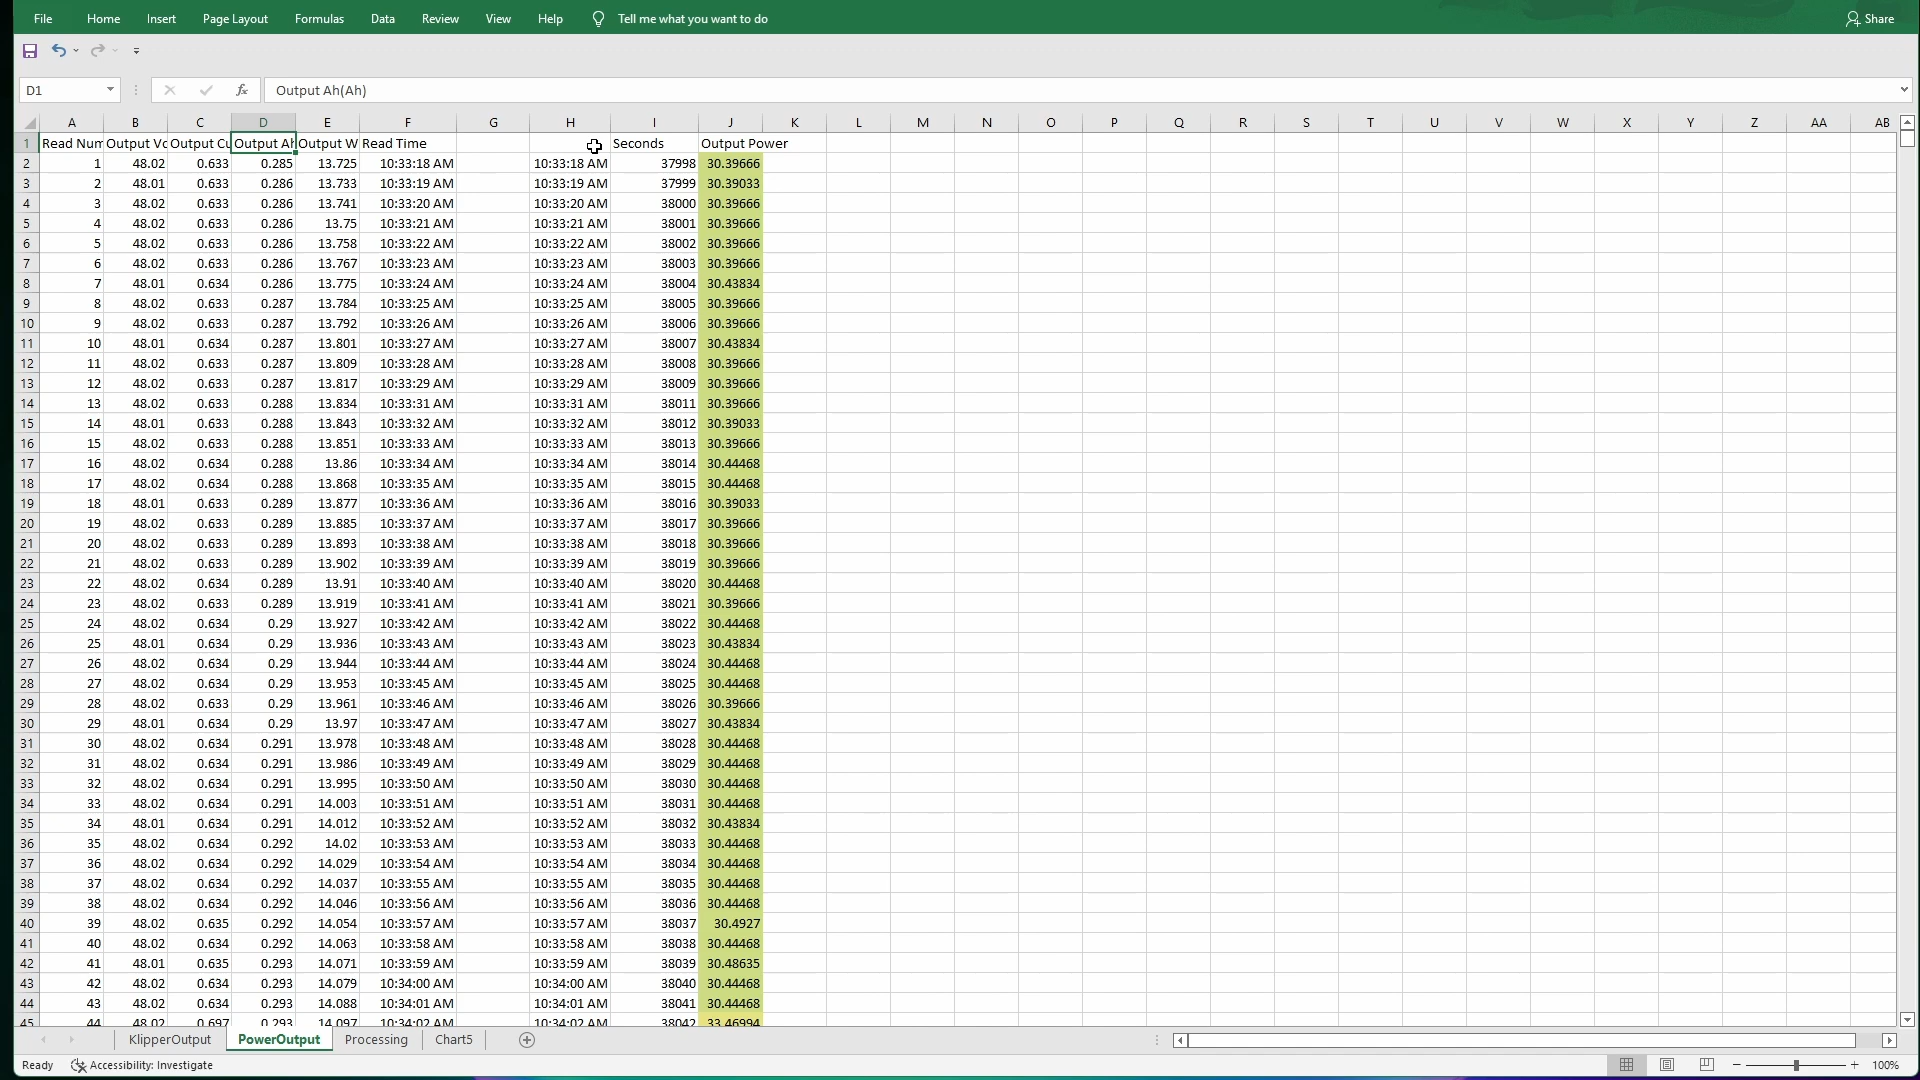 File Home Insert Page Layout Formulas Data Review View Help Tell me what you want to do Share
D1 fx Output Ah(Ah)
A B C D E F G H I J K L M N O P Q R S T U V W X Y Z AA AB
1 Read Num Output Vo Output Cu Output Ah Output W Read Time Seconds Output Power
2 1 48.02 0.633 0.285 13.725 10:33:18 AM 10:33:18 AM 37998 30.39666
3 2 48.01 0.633 0.286 13.733 10:33:19 AM 10:33:19 AM 37999 30.39033
4 3 48.02 0.633 0.286 13.741 10:33:20 AM 10:33:20 AM 38000 30.39666
5 4 48.02 0.633 0.286 13.75 10:33:21 AM 10:33:21 AM 38001 30.39666
6 5 48.02 0.633 0.286 13.758 10:33:22 AM 10:33:22 AM 38002 30.39666
7 6 48.02 0.633 0.286 13.767 10:33:23 AM 10:33:23 AM 38003 30.39666
8 7 48.01 0.634 0.286 13.775 10:33:24 AM 10:33:24 AM 38004 30.43834
9 8 48.02 0.633 0.287 13.784 10:33:25 AM 10:33:25 AM 38005 30.39666
10 9 48.02 0.633 0.287 13.792 10:33:26 AM 10:33:26 AM 38006 30.39666
11 10 48.01 0.634 0.287 13.801 10:33:27 AM 10:33:27 AM 38007 30.43834
12 11 48.02 0.633 0.287 13.809 10:33:28 AM 10:33:28 AM 38008 30.39666
13 12 48.02 0.633 0.287 13.817 10:33:29 AM 10:33:29 AM 38009 30.39666
14 13 48.02 0.633 0.288 13.834 10:33:31 AM 10:33:31 AM 38011 30.39666
15 14 48.01 0.633 0.288 13.843 10:33:32 AM 10:33:32 AM 38012 30.39033
16 15 48.02 0.633 0.288 13.851 10:33:33 AM 10:33:33 AM 38013 30.39666
17 16 48.02 0.634 0.288 13.86 10:33:34 AM 10:33:34 AM 38014 30.44468
18 17 48.02 0.634 0.288 13.868 10:33:35 AM 10:33:35 AM 38015 30.44468
19 18 48.01 0.633 0.289 13.877 10:33:36 AM 10:33:36 AM 38016 30.39033
20 19 48.02 0.633 0.289 13.885 10:33:37 AM 10:33:37 AM 38017 30.39666
21 20 48.02 0.633 0.289 13.893 10:33:38 AM 10:33:38 AM 38018 30.39666
22 21 48.02 0.633 0.289 13.902 10:33:39 AM 10:33:39 AM 38019 30.39666
23 22 48.02 0.634 0.289 13.91 10:33:40 AM 10:33:40 AM 38020 30.44468
24 23 48.02 0.633 0.289 13.919 10:33:41 AM 10:33:41 AM 38021 30.39666
25 24 48.02 0.634 0.29 13.927 10:33:42 AM 10:33:42 AM 38022 30.44468
26 25 48.01 0.634 0.29 13.936 10:33:43 AM 10:33:43 AM 38023 30.43834
27 26 48.02 0.634 0.29 13.944 10:33:44 AM 10:33:44 AM 38024 30.44468
28 27 48.02 0.634 0.29 13.953 10:33:45 AM 10:33:45 AM 38025 30.44468
29 28 48.02 0.633 0.29 13.961 10:33:46 AM 10:33:46 AM 38026 30.39666
30 29 48.01 0.634 0.29 13.97 10:33:47 AM 10:33:47 AM 38027 30.43834
31 30 48.02 0.634 0.291 13.978 10:33:48 AM 10:33:48 AM 38028 30.44468
32 31 48.02 0.634 0.291 13.986 10:33:49 AM 10:33:49 AM 38029 30.44468
33 32 48.02 0.634 0.291 13.995 10:33:50 AM 10:33:50 AM 38030 30.44468
34 33 48.02 0.634 0.291 14.003 10:33:51 AM 10:33:51 AM 38031 30.44468
35 34 48.01 0.634 0.291 14.012 10:33:52 AM 10:33:52 AM 38032 30.43834
36 35 48.02 0.634 0.292 14.02 10:33:53 AM 10:33:53 AM 38033 30.44468
37 36 48.02 0.634 0.292 14.029 10:33:54 AM 10:33:54 AM 38034 30.44468
38 37 48.02 0.634 0.292 14.037 10:33:55 AM 10:33:55 AM 38035 30.44468
39 38 48.02 0.634 0.292 14.046 10:33:56 AM 10:33:56 AM 38036 30.44468
40 39 48.02 0.635 0.292 14.054 10:33:57 AM 10:33:57 AM 38037 30.4927
41 40 48.02 0.634 0.292 14.063 10:33:58 AM 10:33:58 AM 38038 30.44468
42 41 48.01 0.635 0.293 14.071 10:33:59 AM 10:33:59 AM 38039 30.48635
43 42 48.02 0.634 0.293 14.079 10:34:00 AM 10:34:00 AM 38040 30.44468
44 43 48.02 0.634 0.293 14.088 10:34:01 AM 10:34:01 AM 38041 30.44468
45 44 48.02 0.697 0.293 14.097 10:34:02 AM 10:34:02 AM 38042 33.46994
KlipperOutput PowerOutput Processing Chart5
Ready Accessibility: Investigate 100%